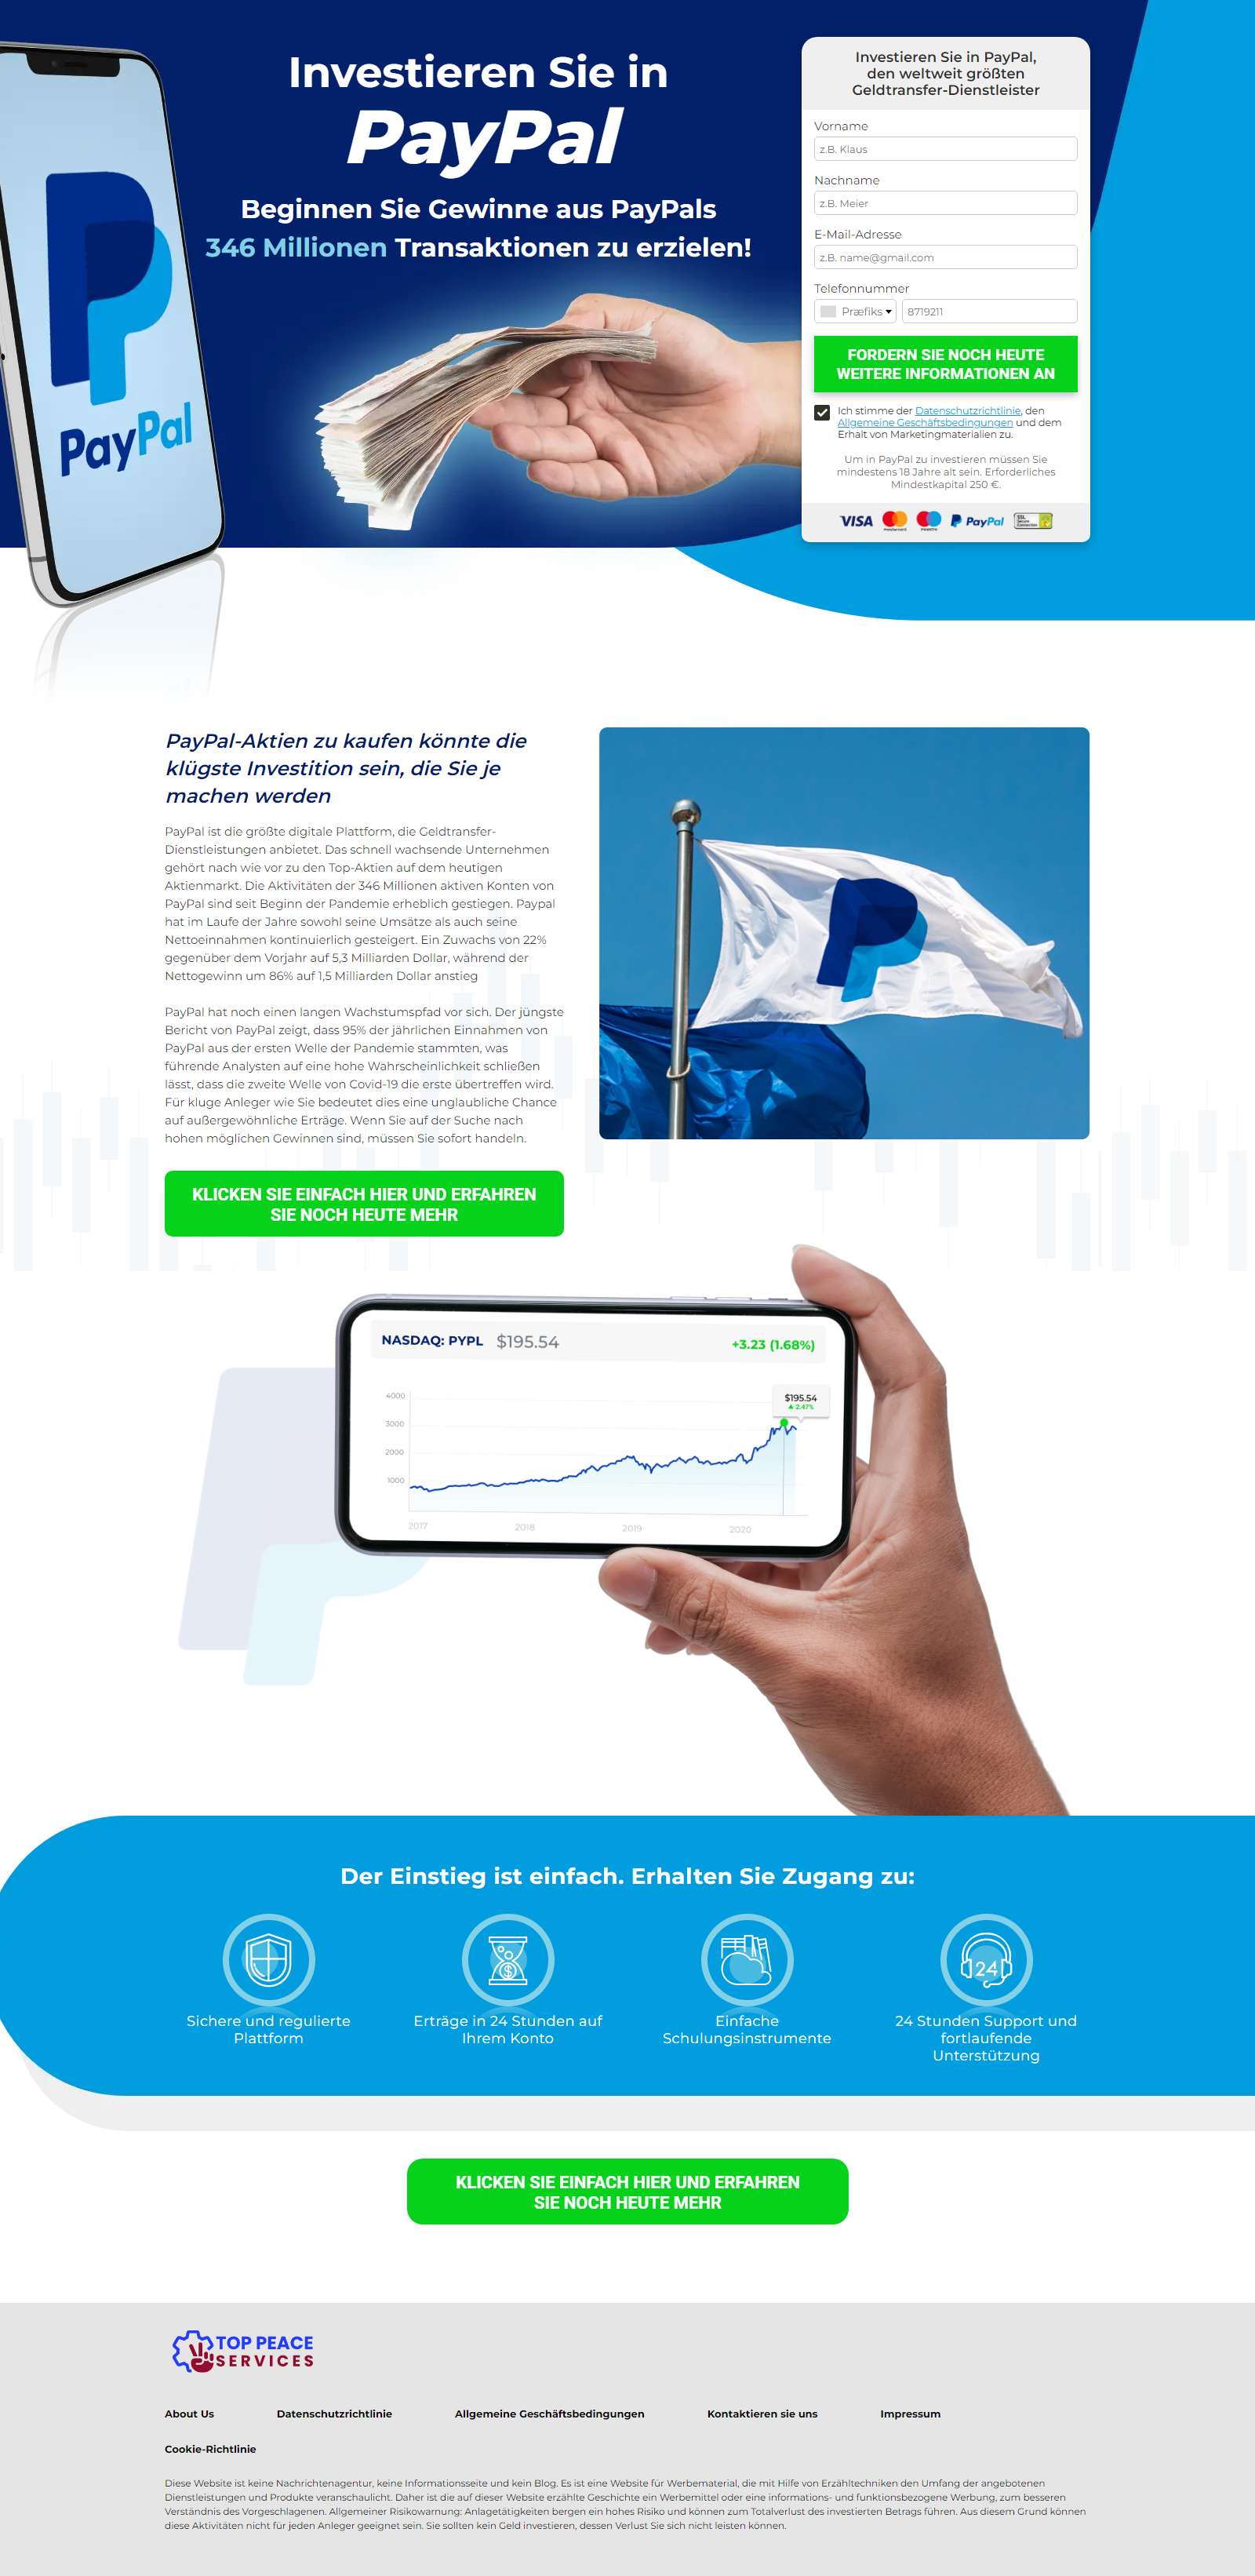 Investieren Sie in
PayPal
Beginnen Sie Gewinne aus PayPals
346 Millionen Transaktionen zu erzielen!
PayPal
Investieren Sie in PayPal,
den weltweit größten
Geldtransfer-Dienstleister
Vorname
z.B. Klaus
Nachname
z.B. Meier
E-Mail-Adresse
z.B. name@gmail.com
Telefonnummer
Præfiks 8719211
FORDERN SIE NOCH HEUTE
WEITERE INFORMATIONEN AN
Ich stimme der Datenschutzrichtlinie, den
Allgemeine Geschäftsbedingungen und dem
Erhalt von Marketingmaterialien zu.
Um in PayPal zu investieren müssen Sie
mindestens 18 Jahre alt sein. Erforderliches
Mindestkapital 250 €.
VISA PayPal
PayPal-Aktien zu kaufen könnte die
klügste Investition sein, die Sie je
machen werden
PayPal ist die größte digitale Plattform, die Geldtransfer-
Dienstleistungen anbietet. Das schnell wachsende Unternehmen
gehört nach wie vor zu den Top-Aktien auf dem heutigen
Aktienmarkt. Die Aktivitäten der 346 Millionen aktiven Konten von
PayPal sind seit Beginn der Pandemie erheblich gestiegen. Paypal
hat im Laufe der Jahre sowohl seine Umsätze als auch seine
Nettoeinnahmen kontinuierlich gesteigert. Ein Zuwachs von 22%
gegenüber dem Vorjahr auf 5,3 Milliarden Dollar, während der
Nettogewinn um 86% auf 1,5 Milliarden Dollar anstieg
PayPal hat noch einen langen Wachstumspfad vor sich. Der jüngste
Bericht von PayPal zeigt, dass 95% der jährlichen Einnahmen von
PayPal aus der ersten Welle der Pandemie stammten, was
führende Analysten auf eine hohe Wahrscheinlichkeit schließen
lässt, dass die zweite Welle von Covid-19 die erste übertreffen wird.
Für kluge Anleger wie Sie bedeutet dies eine unglaubliche Chance
auf außergewöhnliche Erträge. Wenn Sie auf der Suche nach
hohen möglichen Gewinnen sind, müssen Sie sofort handeln.
KLICKEN SIE EINFACH HIER UND ERFAHREN
SIE NOCH HEUTE MEHR
NASDAQ: PYPL $195.54 +3.23 (1.68%)
$195.54
▲ 2.47%
4000
3000
2000
1000
2017 2018 2019 2020
Der Einstieg ist einfach. Erhalten Sie Zugang zu:
24
Sichere und regulierte
Plattform
Erträge in 24 Stunden auf
Ihrem Konto
Einfache
Schulungsinstrumente
24 Stunden Support und
fortlaufende
Unterstützung
KLICKEN SIE EINFACH HIER UND ERFAHREN
SIE NOCH HEUTE MEHR
TOP PEACE
SERVICES
About Us Datenschutzrichtlinie Allgemeine Geschäftsbedingungen Kontaktieren sie uns Impressum
Cookie-Richtlinie
Diese Website ist keine Nachrichtenagentur, keine Informationsseite und kein Blog. Es ist eine Website für Werbematerial, die mit Hilfe von Erzähltechniken den Umfang der angebotenen
Dienstleistungen und Produkte veranschaulicht. Daher ist die auf dieser Website erzählte Geschichte ein Werbemittel oder eine informations- und funktionsbezogene Werbung, zum besseren
Verständnis des Vorgeschlagenen. Allgemeiner Risikowarnung: Anlagetätigkeiten bergen ein hohes Risiko und können zum Totalverlust des investierten Betrags führen. Aus diesem Grund können
diese Aktivitäten nicht für jeden Anleger geeignet sein. Sie sollten kein Geld investieren, dessen Verlust Sie sich nicht leisten können.